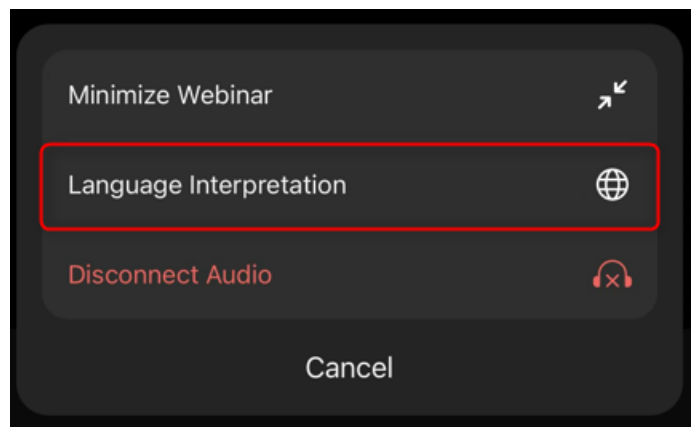 Minimize Webinar
Language Interpretation
Disconnect Audio
Cancel